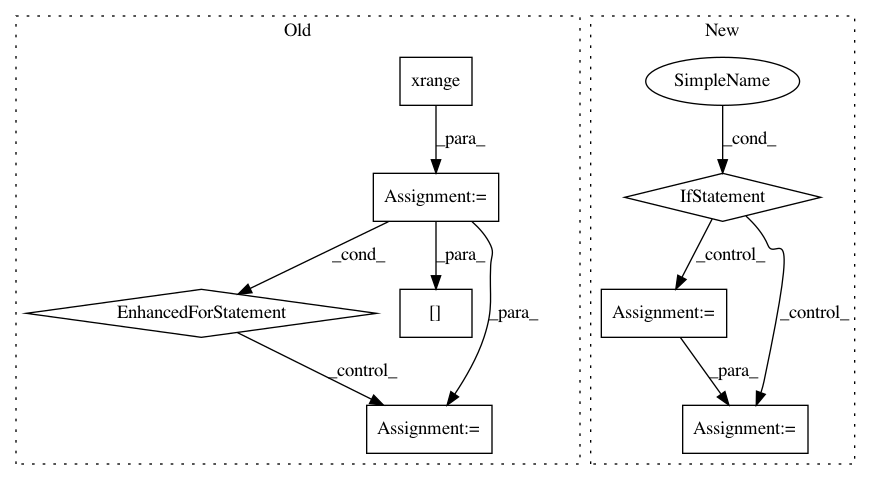 Old
New
xrange
SimpleName
_para_
_cond_
Assignment:=
IfStatement
_cond_
_para_
_control_
EnhancedForStatement
[]
_para_
Assignment:=
_control_
_control_
_para_
Assignment:=
Assignment:=